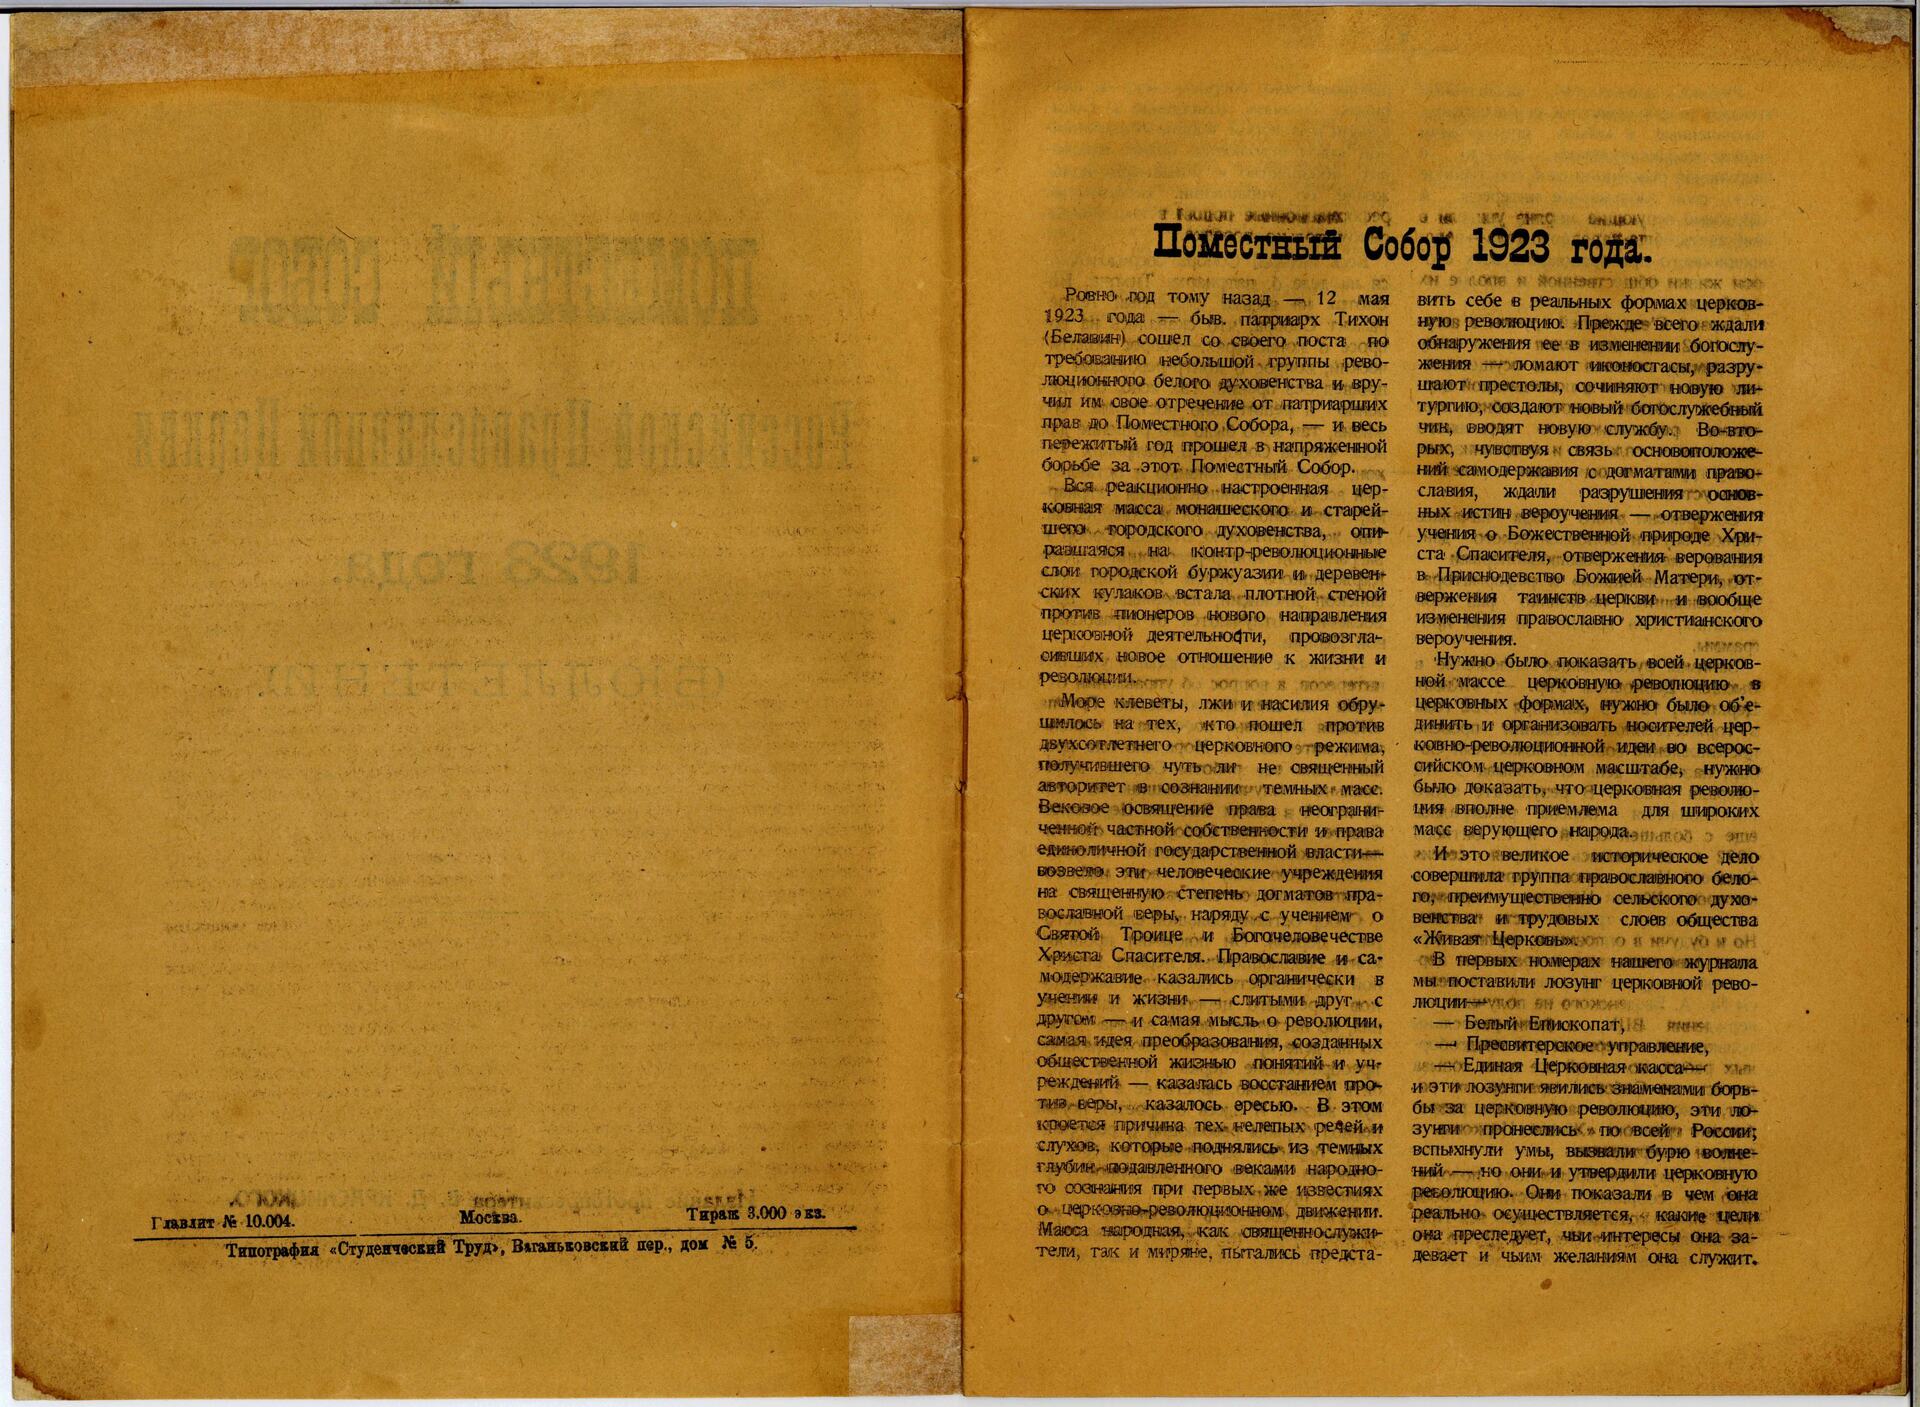 Главлит № 10.004.
Москва.
Тираж 3.000 экз.
Типография «Студенческий Труд», Ваганьковский пер., дом № 5.
Поместный Собор 1923 года.
Ровно год тому назад — 12 мая
1923 года — быв. патриарх Тихон
(Белавин) сошел со своего поста по
требованию небольшой группы рево-
люционного белого духовенства и вру-
чил им свое отречение от патриарших
прав до Поместного Собора, — и весь
пережитый год прошел в напряженной
борьбе за этот Поместный Собор.
Вся реакционно настроенная цер-
ковная масса монашеского и старей-
шего городского духовенства, опи-
равшаяся на контр-революционные
слои городской буржуазии и деревен-
ских кулаков встала плотной стеной
против пионеров нового направления
церковной деятельности, провозгла-
сивших новое отношение к жизни и
революции.
Море клеветы, лжи и насилия обру-
шилось на тех, кто пошел против
двухсотлетнего церковного режима,
получившего чуть ли не священный
авторитет в сознании темных масс.
Вековое освящение права неограни-
ченной частной собственности и права
единоличной государственной власти—
возвело эти человеческие учреждения
на священную степень догматов пра-
вославной веры, наряду с учением о
Святой Троице и Богочеловечестве
Христа Спасителя. Православие и са-
модержавие казались органически в
учении и жизни — слитыми друг с
другом — и самая мысль о революции,
самая идея преобразования, созданных
общественной жизнью понятий и уч-
реждений — казалась восстанием про-
тив веры, казалось ересью. В этом
кроется причина тех нелепых речей и
слухов, которые поднялись из темных
глубин подавленного веками народно-
го сознания при первых же известиях
о церковно-революционном движении.
Масса народная, как священнослужи-
тели, так и миряне, пытались предста-
вить себе в реальных формах церков-
ную революцию. Прежде всего ждали
обнаружения ее в изменении богослу-
жения — ломают иконостасы, разру-
шают престолы, сочиняют новую ли-
тургию, создают новый богослужебный
чин, вводят новую службу. Во-вто-
рых, чувствуя связь основоположе-
ний самодержавия с догматами право-
славия, ждали разрушения основ-
ных истин вероучения — отвержения
учения о Божественной природе Хри-
ста Спасителя, отвержения верования
в Приснодевство Божией Матери, от-
вержения таинств церкви и вообще
изменения православно христианского
вероучения.
Нужно было показать всей церков-
ной массе церковную революцию в
церковных формах, нужно было об'е-
динить и организовать носителей цер-
ковно-революционной идеи во всерос-
сийском церковном масштабе, нужно
было доказать, что церковная револю-
ция вполне приемлема для широких
масс верующего народа.
И это великое историческое дело
совершила группа православного бело-
го, преимущественно сельского духо-
венства и трудовых слоев общества
«Живая Церковь».
В первых номерах нашего журнала
мы поставили лозунг церковной рево-
люции—
— Белый Епископат,
— Пресвитерское управление,
— Единая Церковная касса—
и эти лозунги явились знаменами борь-
бы за церковную революцию, эти ло-
зунги пронеслись по всей России;
вспыхнули умы, вызвали бурю волне-
ний — но они и утвердили церковную
революцию. Они показали в чем она
реально осуществляется, какие цели
она преследует, чьи интересы она за-
девает и чьим желаниям она служит.